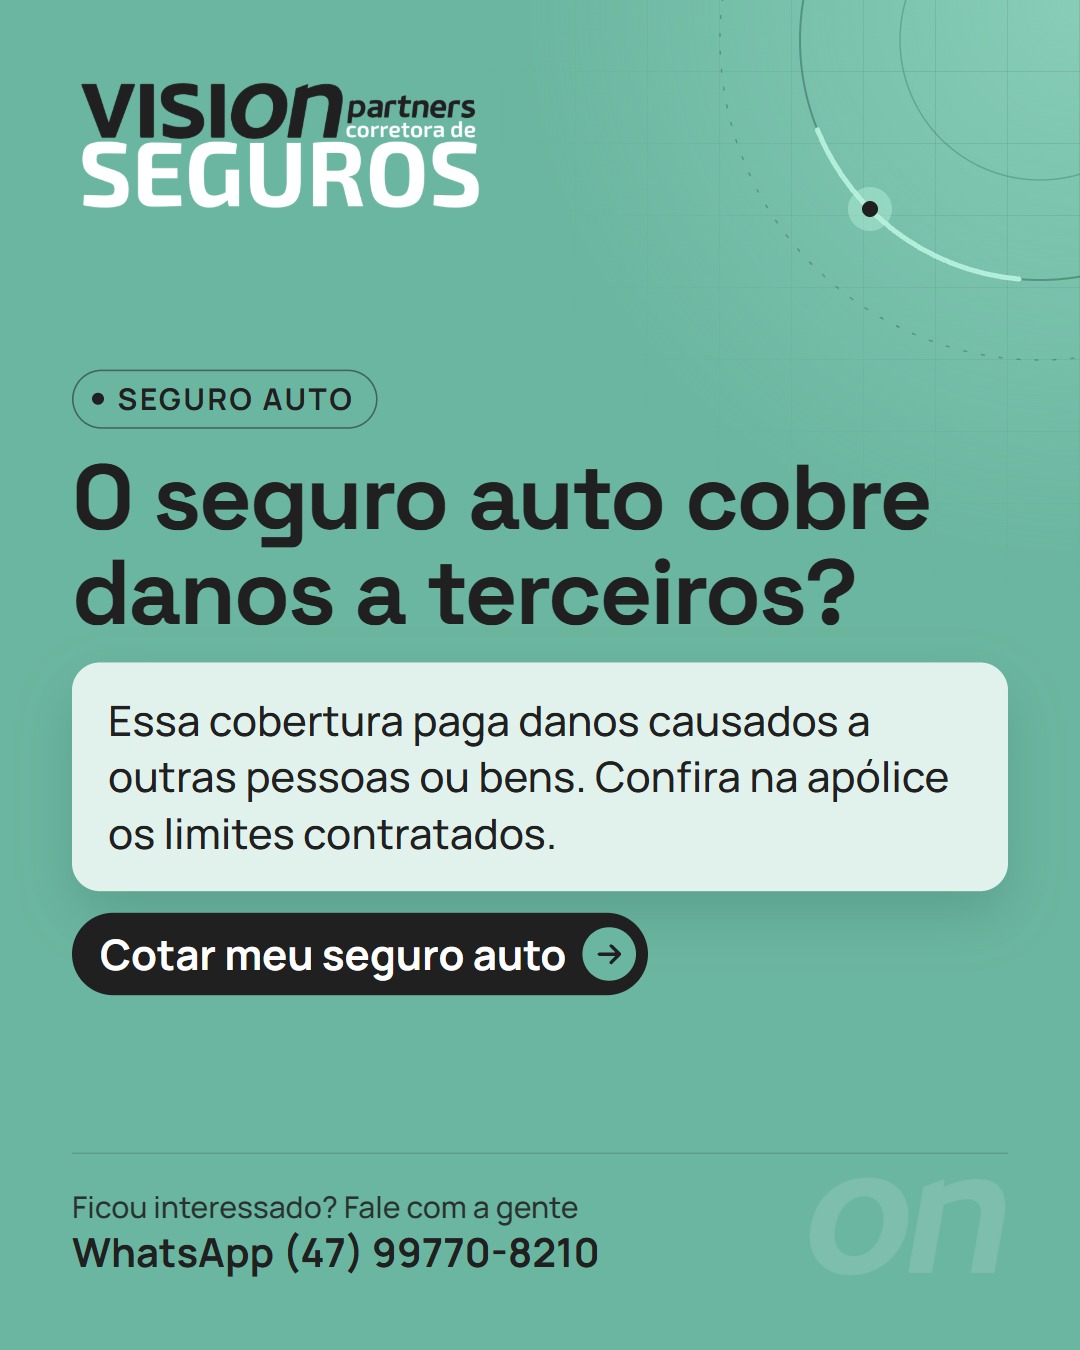 VISION partners
corretora de
SEGUROS
SEGURO AUTO
O seguro auto cobre
danos a terceiros?
Essa cobertura paga danos causados a
outras pessoas ou bens. Confira na apólice
os limites contratados.
Cotar meu seguro auto
Ficou interessado? Fale com a gente
WhatsApp (47) 99770-8210
on